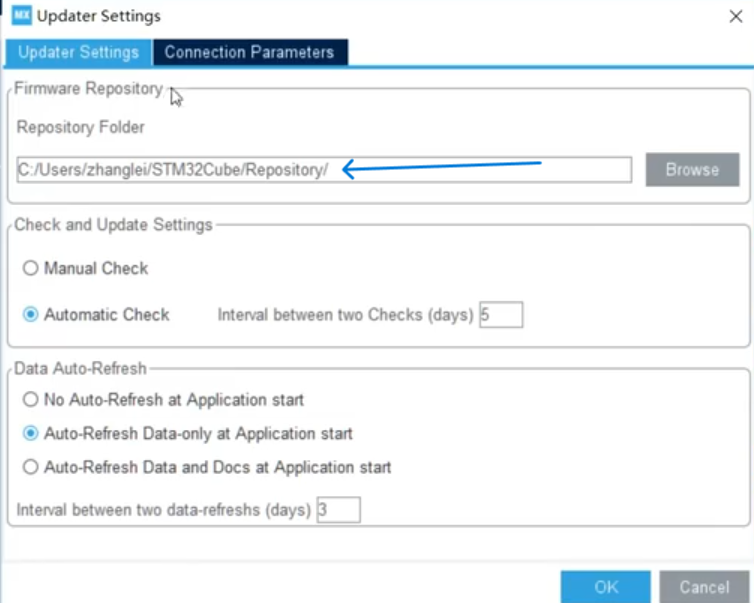 MX Updater Settings
Updater Settings Connection Parameters
Firmware Repository
Repository Folder
C:/Users/zhanglei/STM32Cube/Repository/ Browse
Check and Update Settings
Manual Check
Automatic Check Interval between two Checks (days) 5
Data Auto-Refresh
No Auto-Refresh at Application start
Auto-Refresh Data-only at Application start
Auto-Refresh Data and Docs at Application start
Interval between two data-refreshs (days) 3
OK Cancel